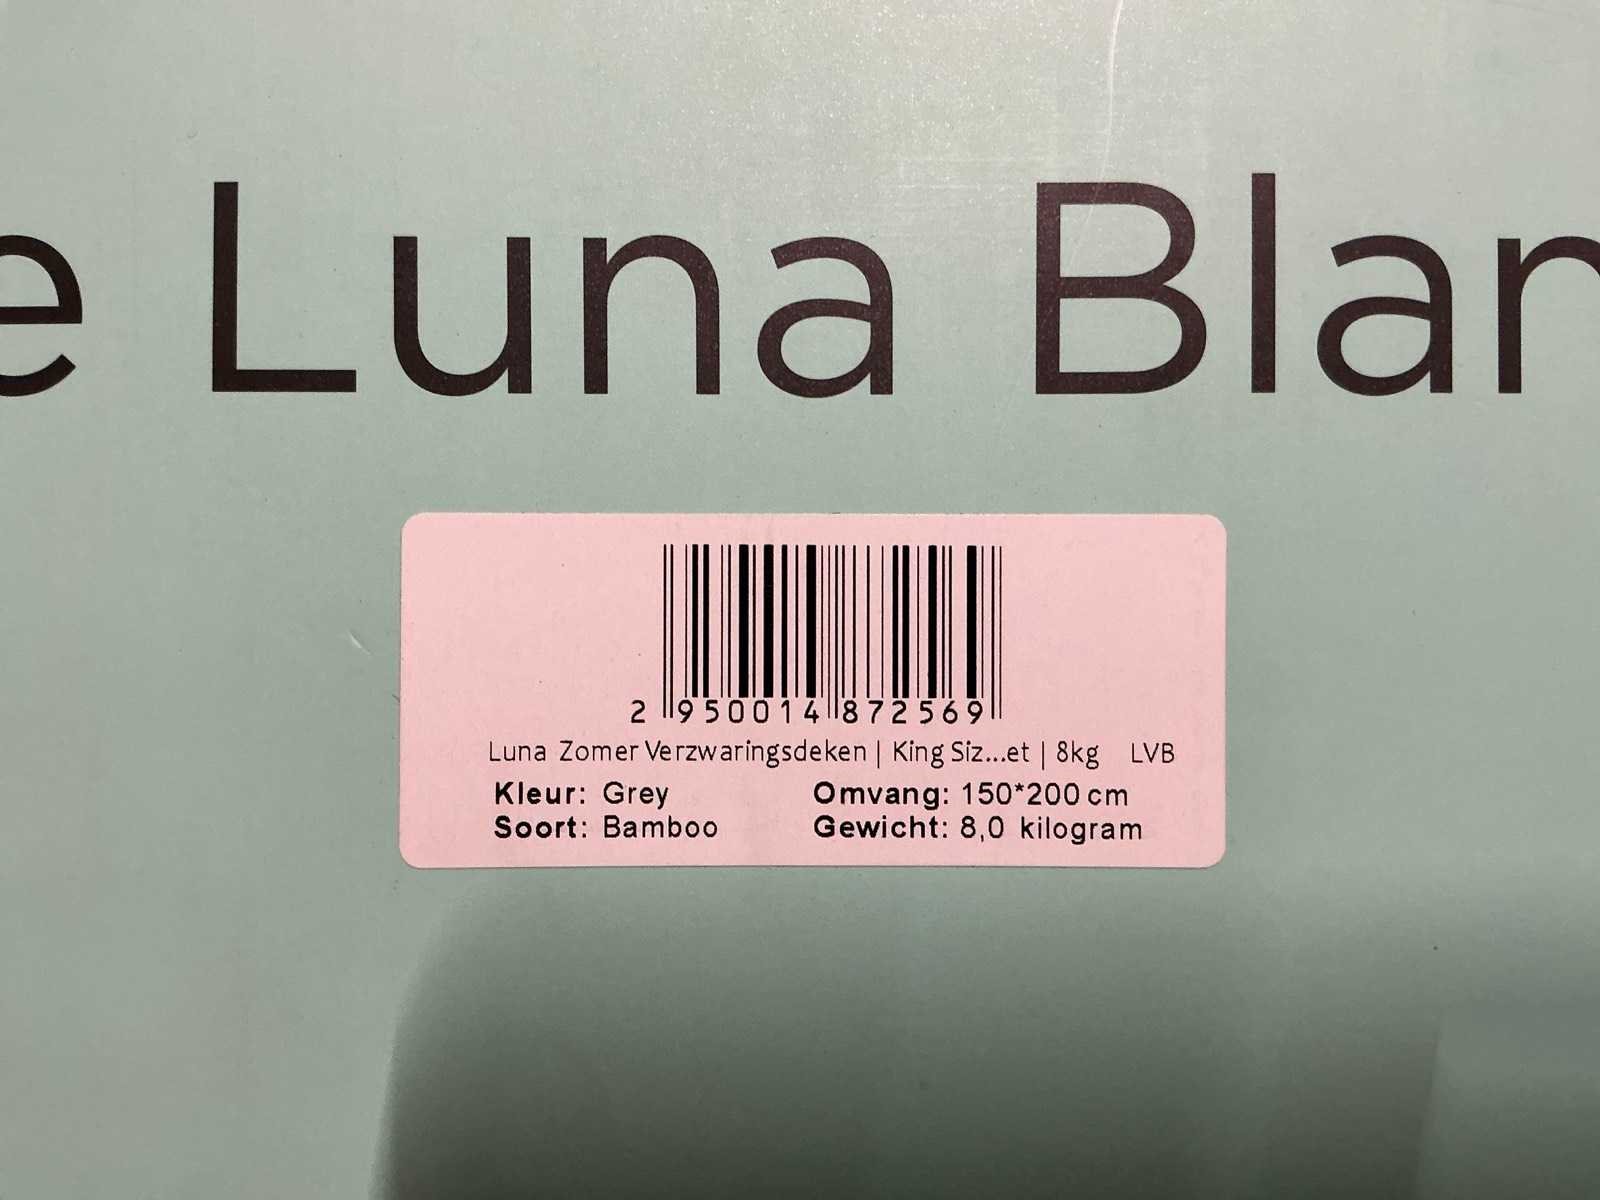 e Luna Blan
2 950014 872569
Luna Zomer Verzwaringsdeken | King Siz...et | 8kg LVB
Kleur: Grey Omvang: 150*200 cm
Soort: Bamboo Gewicht: 8,0 kilogram